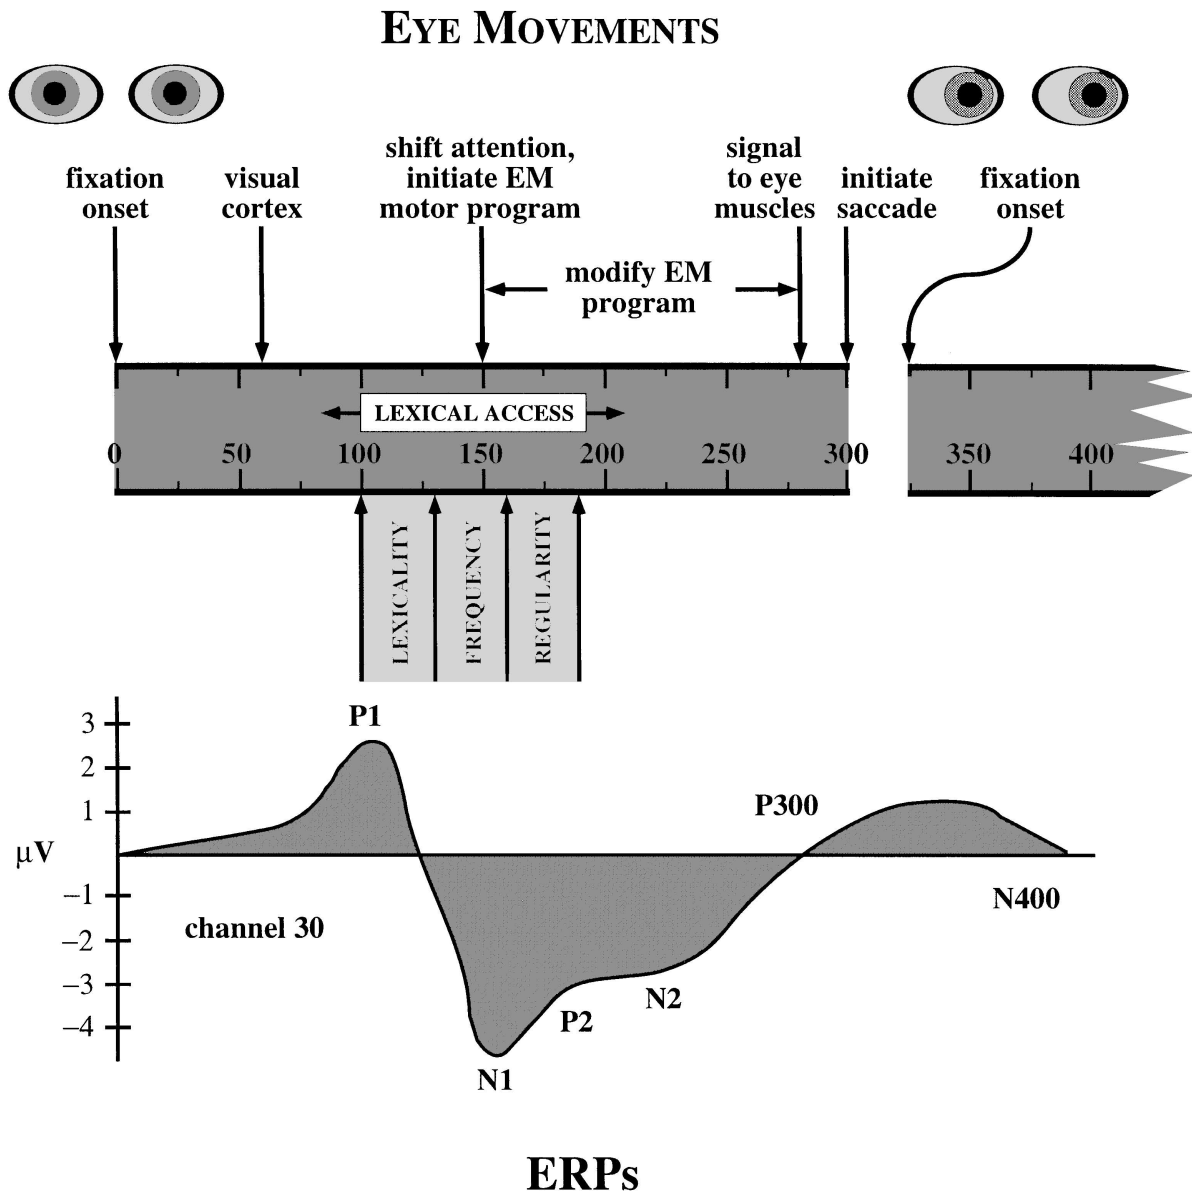 EYE MOVEMENTS
fixation
onset
visual
cortex
shift attention,
initiate EM
motor program
signal
to eye
muscles
initiate
saccade
fixation
onset
modify EM
program
LEXICAL ACCESS
0 50 100 150 200 250 300 350 400
LEXICALITY
FREQUENCY
REGULARITY
3
2
1
μV
–1
–2
–3
–4
P1
P300
N400
channel 30
N2
P2
N1
ERPs